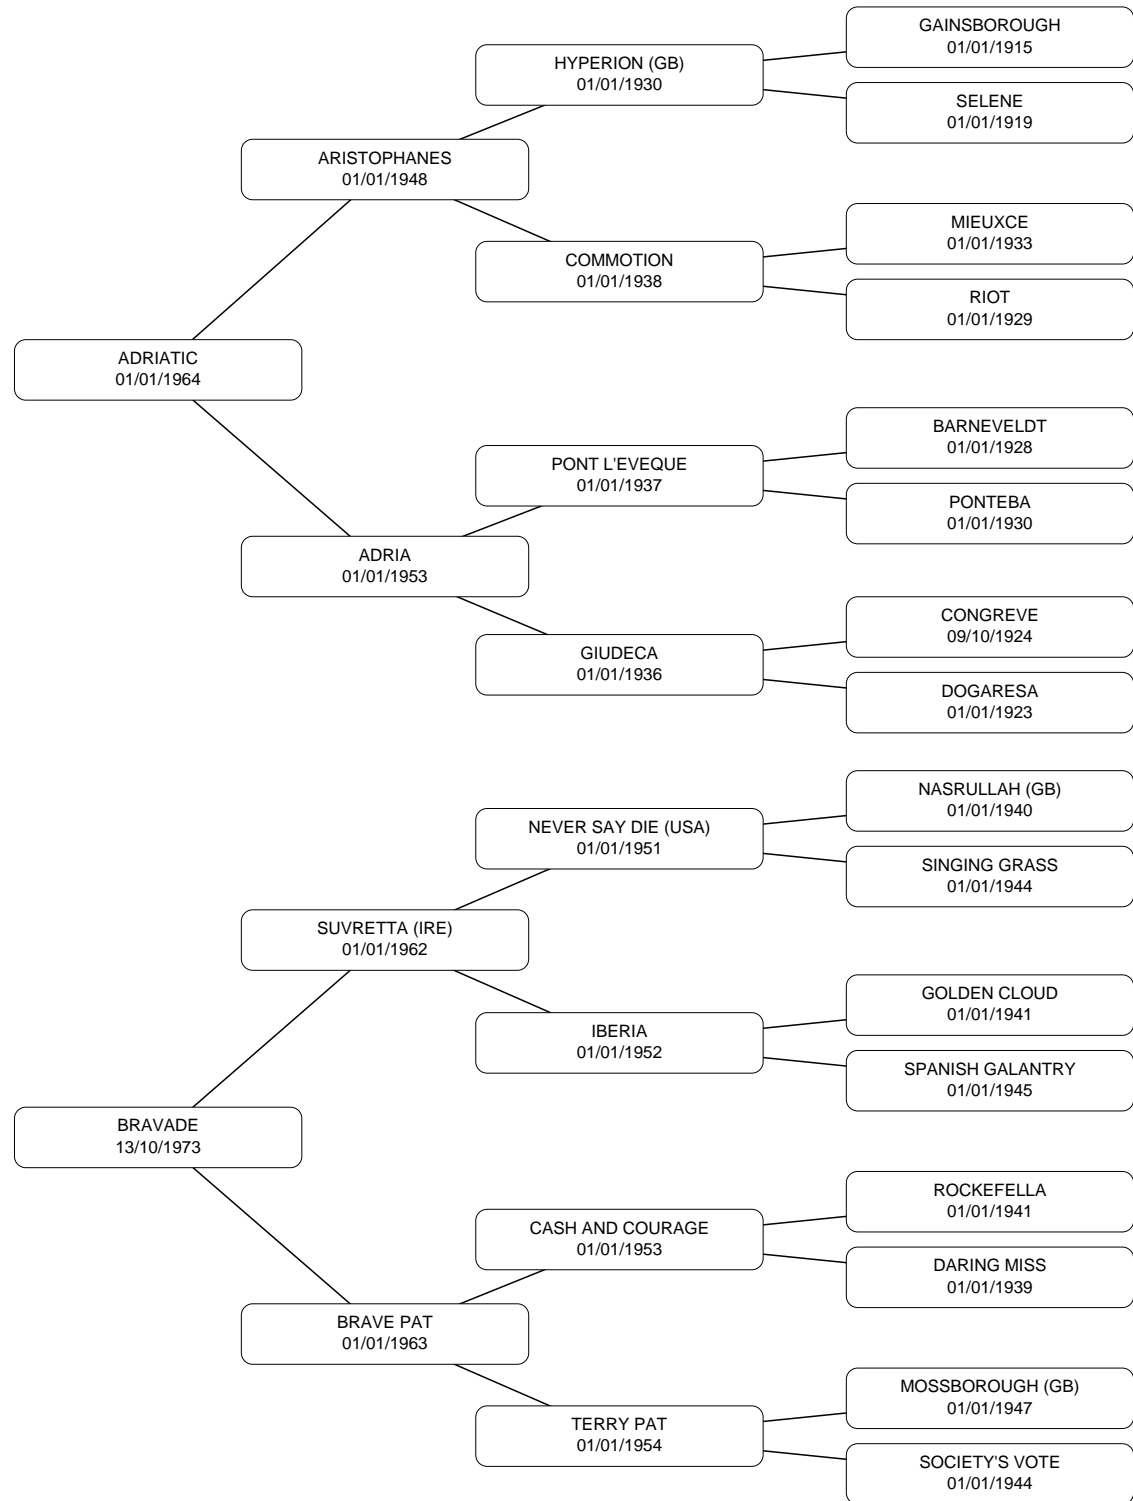 GAINSBOROUGH
01/01/1915
HYPERION (GB)
01/01/1930
SELENE
01/01/1919
ARISTOPHANES
01/01/1948
MIEUXCE
01/01/1933
COMMOTION
01/01/1938
RIOT
01/01/1929
ADRIATIC
01/01/1964
BARNEVELDT
01/01/1928
PONT L'EVEQUE
01/01/1937
PONTEBA
01/01/1930
ADRIA
01/01/1953
CONGREVE
09/10/1924
GIUDECA
01/01/1936
DOGARESA
01/01/1923
NASRULLAH (GB)
01/01/1940
NEVER SAY DIE (USA)
01/01/1951
SINGING GRASS
01/01/1944
SUVRETTA (IRE)
01/01/1962
GOLDEN CLOUD
01/01/1941
IBERIA
01/01/1952
SPANISH GALANTRY
01/01/1945
BRAVADE
13/10/1973
ROCKEFELLA
01/01/1941
CASH AND COURAGE
01/01/1953
DARING MISS
01/01/1939
BRAVE PAT
01/01/1963
MOSSBOROUGH (GB)
01/01/1947
TERRY PAT
01/01/1954
SOCIETY'S VOTE
01/01/1944